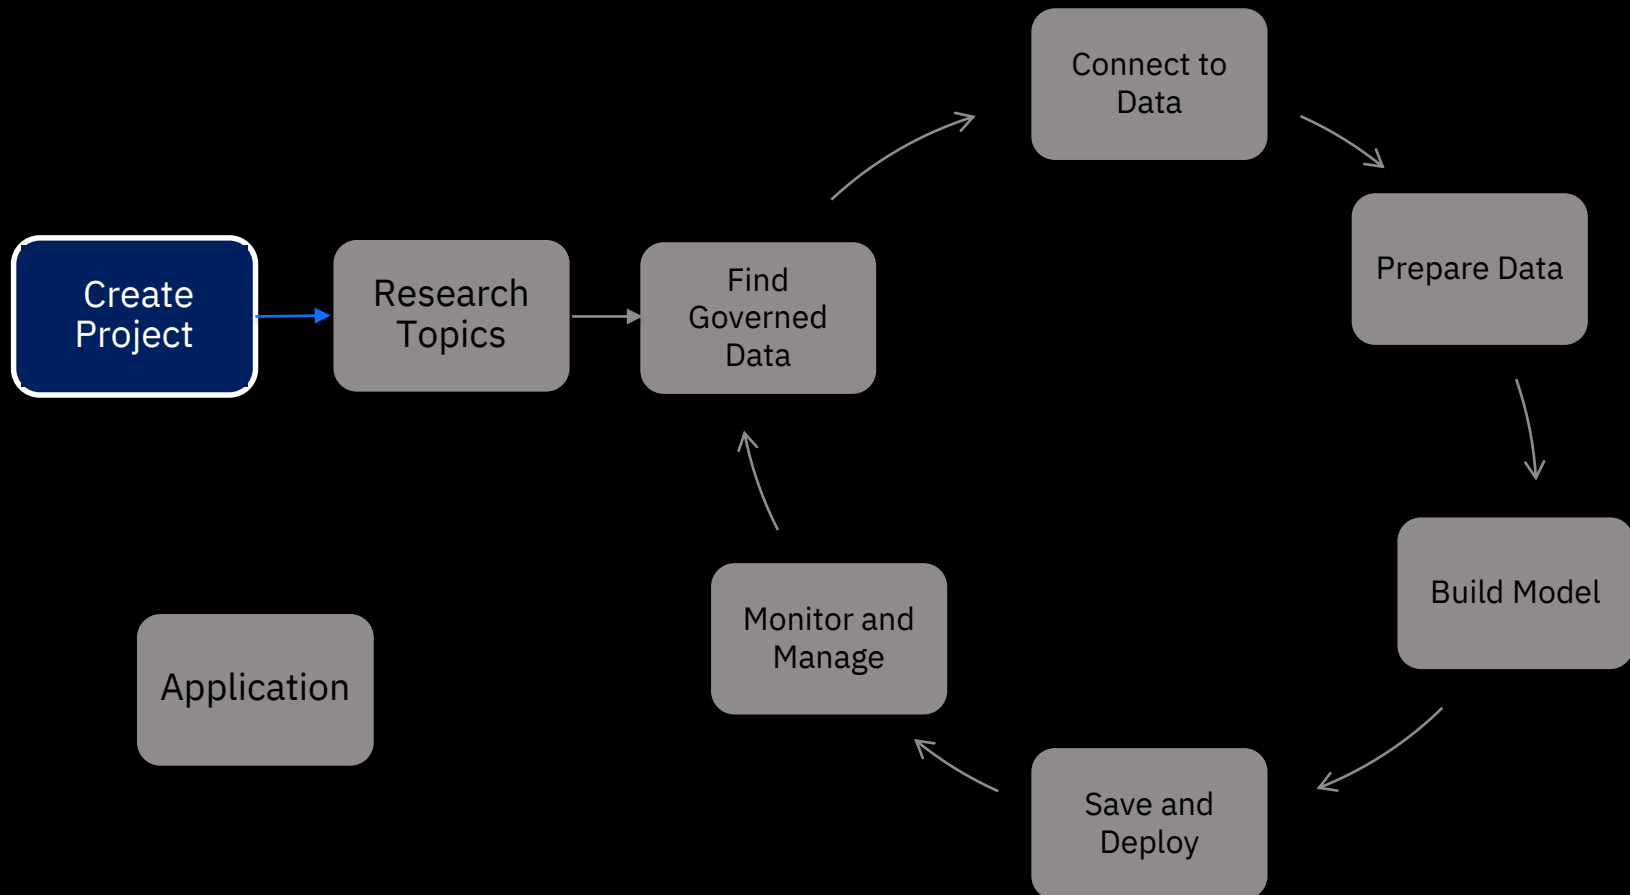 Create
Project
Research
Topics
Find
Governed
Data
Connect to
Data
Prepare Data
Build Model
Save and
Deploy
Monitor and
Manage
Application